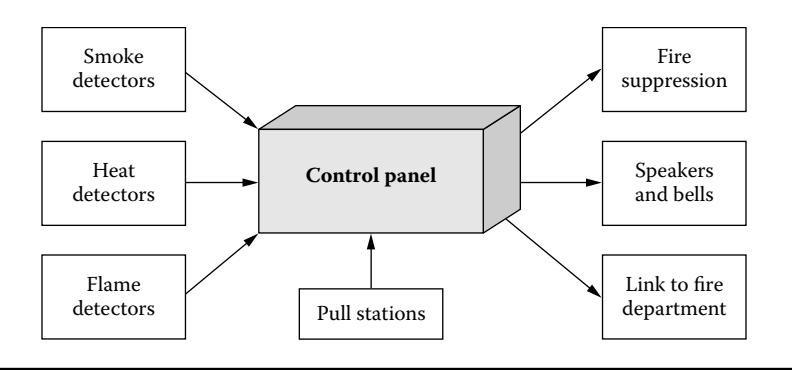 Smoke
detectors
Fire
suppression
Heat
detectors
Control panel
Speakers
and bells
Flame
detectors
Pull stations
Link to fire
department